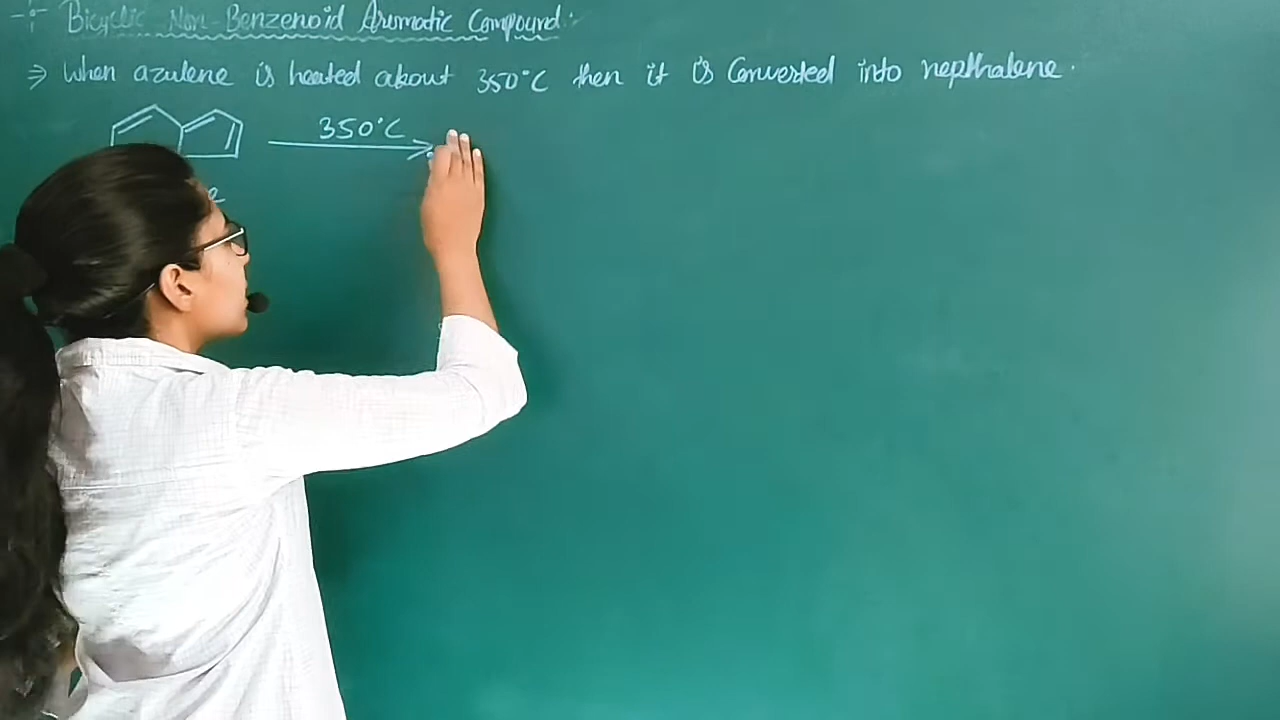 Bicyclic Non-Benzenoid Aromatic Compound:
⇒ When azulene is heated about 350°C then it is Converted into nepthalene.
350°C